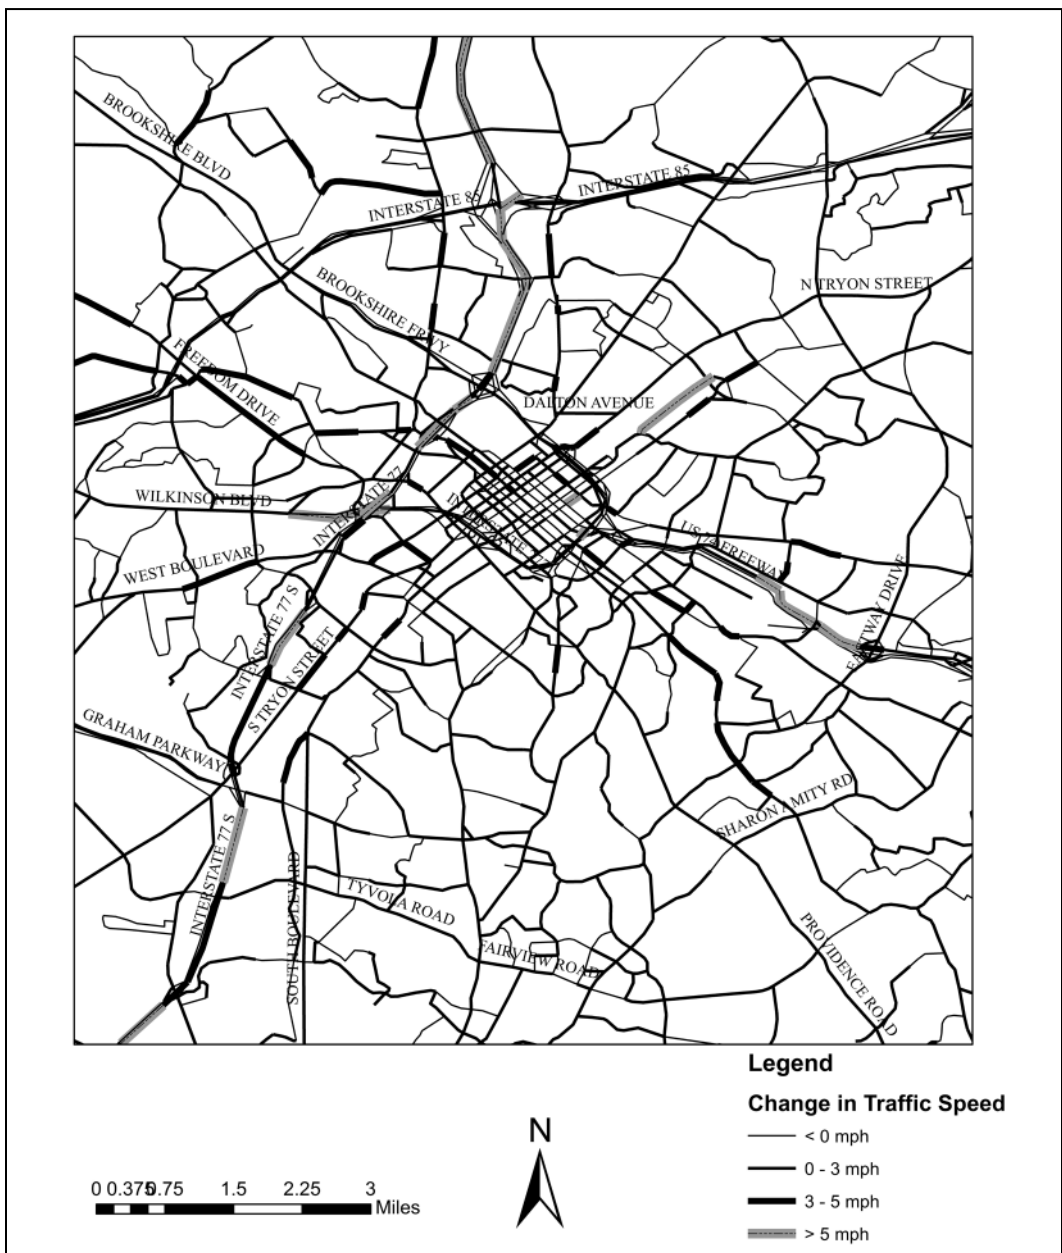 BROOKSHIRE BLVD
INTERSTATE 85
INTERSTATE 85
N TRYON STREET
BROOKSHIRE FRWY
FREEDOM DRIVE
DALTON AVENUE
WILKINSON BLVD
INTERSTATE 77
WEST BOULEVARD
EASTWAY DRIVE
INTERSTATE 77 S
S TRYON STREET
GRAHAM PARKWAY
SHARON AMITY RD
INTERSTATE 77 S
SOUTH BOULEVARD
TYVOLA ROAD
FAIRVIEW ROAD
PROVIDENCE ROAD
Legend
Change in Traffic Speed
< 0 mph
0 - 3 mph
3 - 5 mph
> 5 mph
N
0 0.375 0.75 1.5 2.25 3
Miles